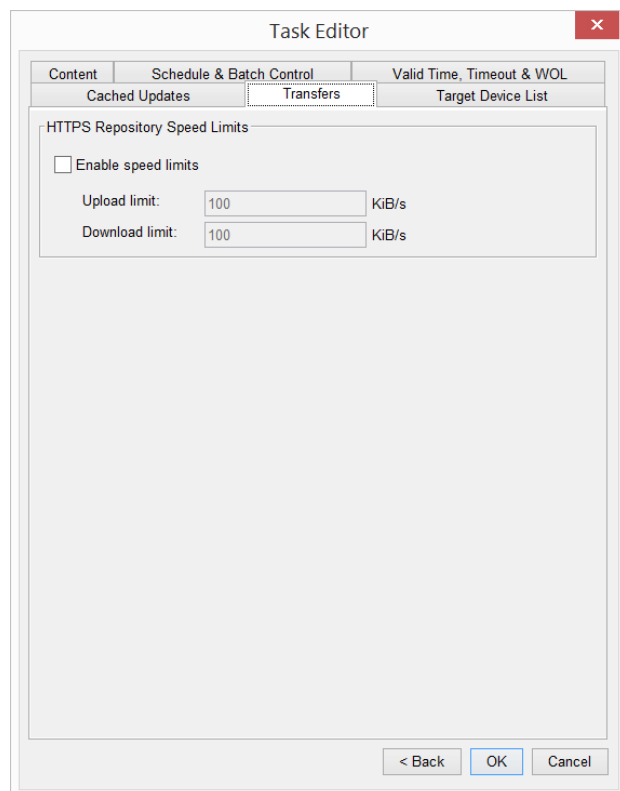 Task Editor
Content Schedule & Batch Control Valid Time, Timeout & WOL
Cached Updates Transfers Target Device List
HTTPS Repository Speed Limits
Enable speed limits
Upload limit: 100 KiB/s
Download limit: 100 KiB/s
< Back OK Cancel